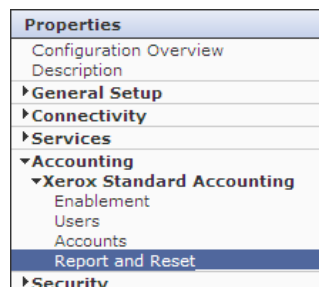 Properties
Configuration Overview
Description
General Setup
Connectivity
Services
Accounting
Xerox Standard Accounting
Enablement
Users
Accounts
Report and Reset
Security